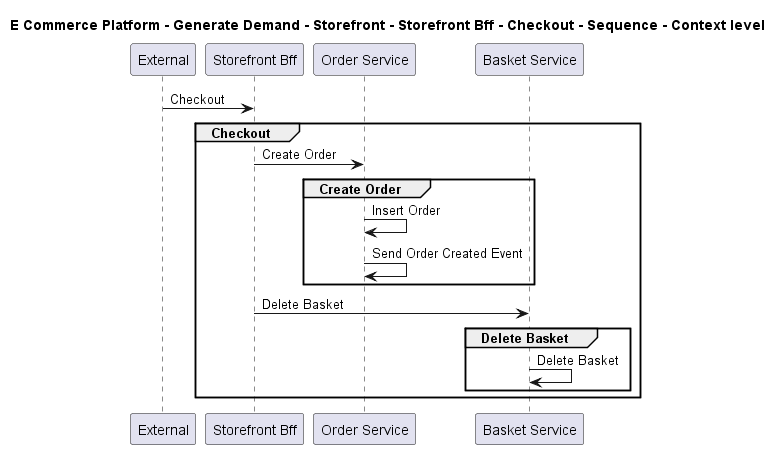 E Commerce Platform - Generate Demand - Storefront - Storefront Bff - Checkout - Sequence - Context level
External Storefront Bff Order Service Basket Service
Checkout
Checkout
Create Order
Create Order
Insert Order
Send Order Created Event
Delete Basket
Delete Basket
Delete Basket
External Storefront Bff Order Service Basket Service